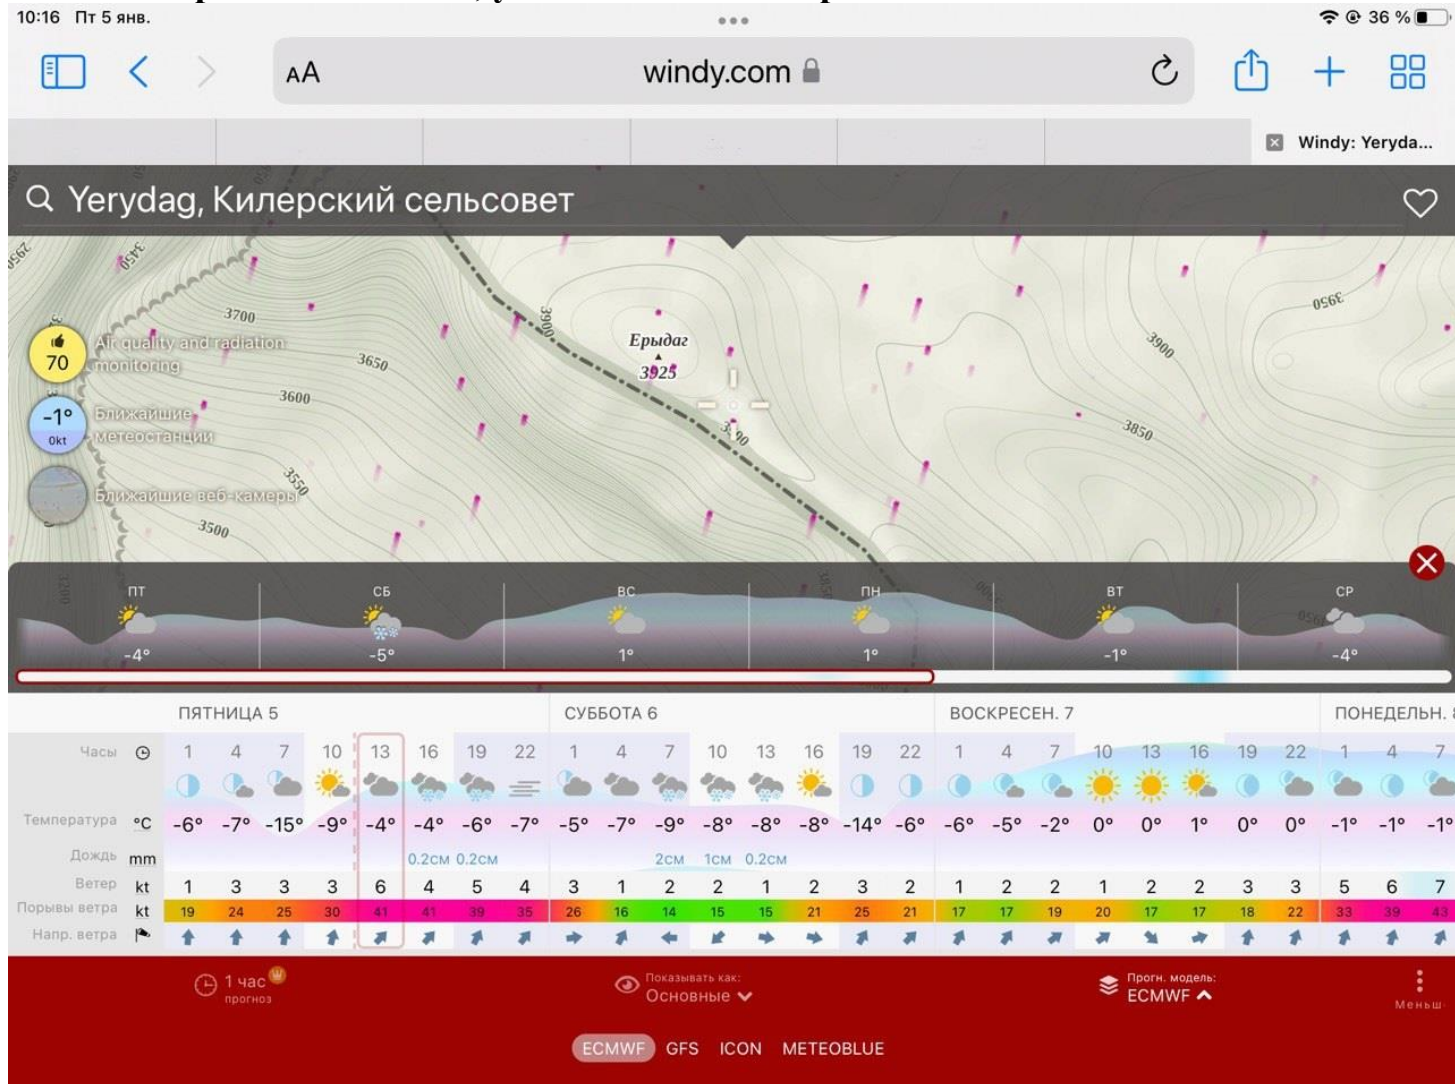 10:16 Пт 5 янв.
36 %
AA windy.com
Windy: Yeryda...
Yerydag, Килерский сельсовет
2950 3450
3950
3700
3900
3900
70 Air quality and radiation monitoring
Ерыдаг
3925
3650
3600
-1°
0kt
Ближайшие метеостанции
3850
3550
Ближайшие веб-камеры
3500
ПТ СБ ВС ПН ВТ СР
-4° -5° 1° 1° -1° -4°
ПЯТНИЦА 5 СУББОТА 6 ВОСКРЕСЕН. 7 ПОНЕДЕЛЬН. 8
Часы 1 4 7 10 13 16 19 22 1 4 7 10 13 16 19 22 1 4 7 10 13 16 19 22 1 4 7
Температура °C -6° -7° -15° -9° -4° -4° -6° -7° -5° -7° -9° -8° -8° -8° -14° -6° -6° -5° -2° 0° 0° 1° 0° 0° -1° -1° -1°
Дождь mm 0.2см 0.2см 2см 1см 0.2см
Ветер kt 1 3 3 3 6 4 5 4 3 1 2 2 1 2 3 2 1 2 2 1 2 2 3 3 5 6 7
Порывы ветра kt 19 24 25 30 41 41 39 35 26 16 14 15 15 21 25 21 17 17 19 20 17 17 18 22 33 39 43
Напр. ветра
1 час
прогноз
Показывать как:
Основные
Прогн. модель:
ECMWF
Меньш
ECMWF GFS ICON METEOBLUE